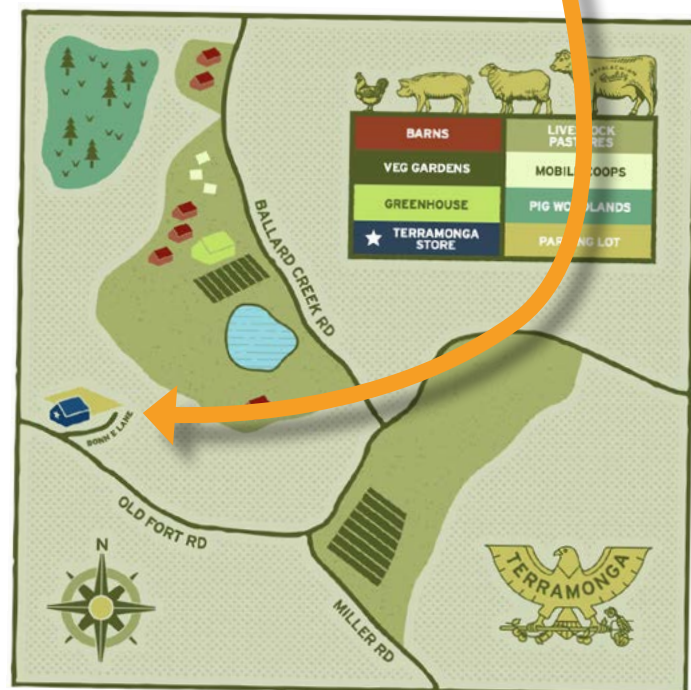 BARNS
LIVESTOCK
PASTURES
VEG GARDENS
MOBILE COOPS
GREENHOUSE
PIG WOODLANDS
TERRAMONGA
STORE
PARKING LOT
APPALACHIAN
BALLARD CREEK RD
OLD FORT RD
N
MILLER RD
TERRAMONGA